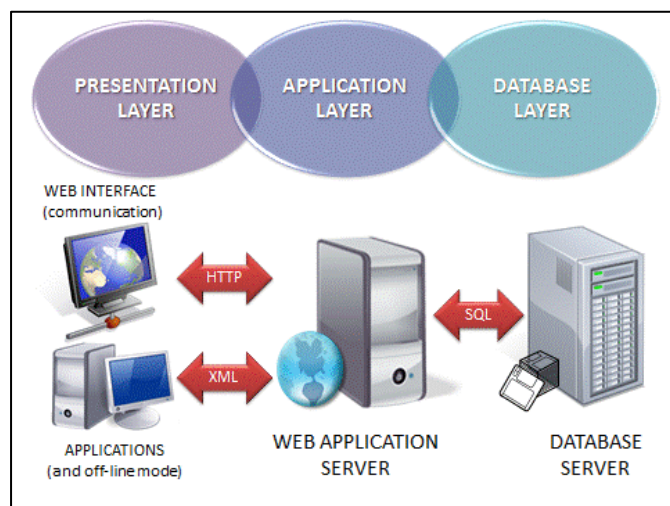 PRESENTATION
LAYER
APPLICATION
LAYER
DATABASE
LAYER
WEB INTERFACE
(communication)
HTTP
SQL
XML
APPLICATIONS
(and off-line mode)
WEB APPLICATION
SERVER
DATABASE
SERVER